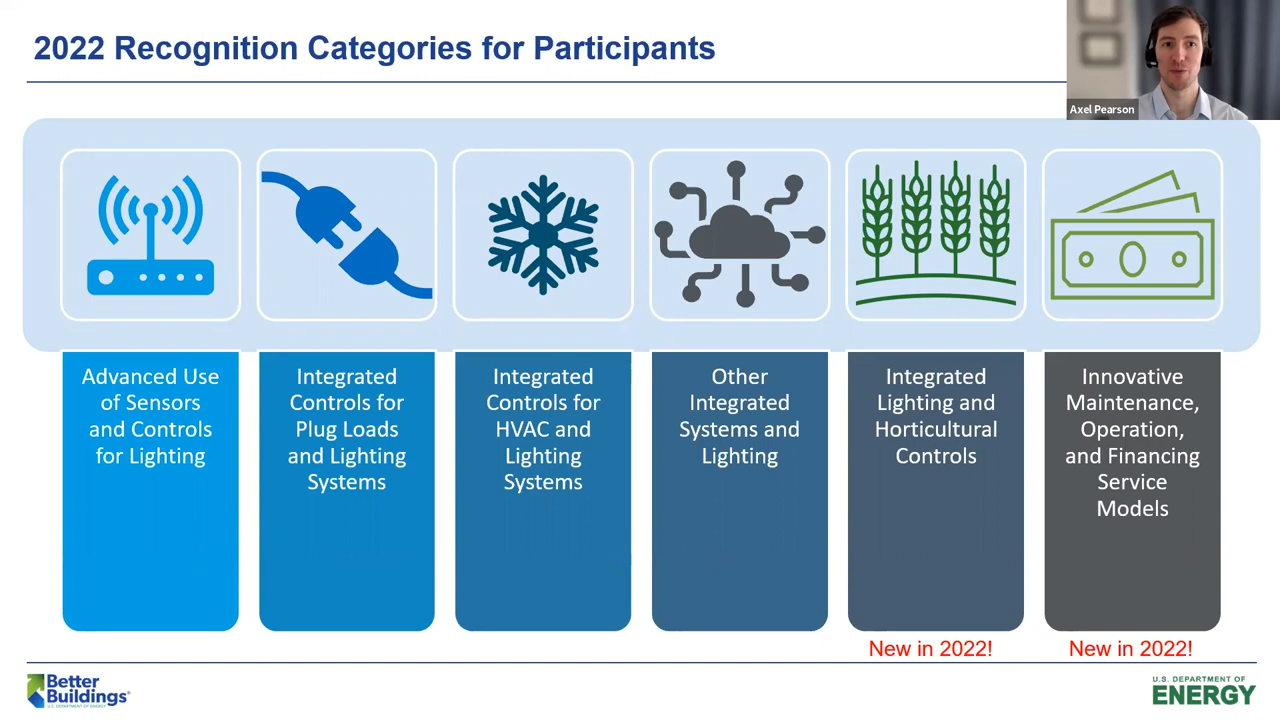 2022 Recognition Categories for Participants
Axel Pearson
Advanced Use
of Sensors
and Controls
for Lighting
Integrated
Controls for
Plug Loads
and Lighting
Systems
Integrated
Controls for
HVAC and
Lighting
Systems
Other
Integrated
Systems and
Lighting
Integrated
Lighting and
Horticultural
Controls
Innovative
Maintenance,
Operation,
and Financing
Service
Models
New in 2022!
New in 2022!
Better
Buildings®
U.S. DEPARTMENT OF ENERGY
U.S. DEPARTMENT OF
ENERGY